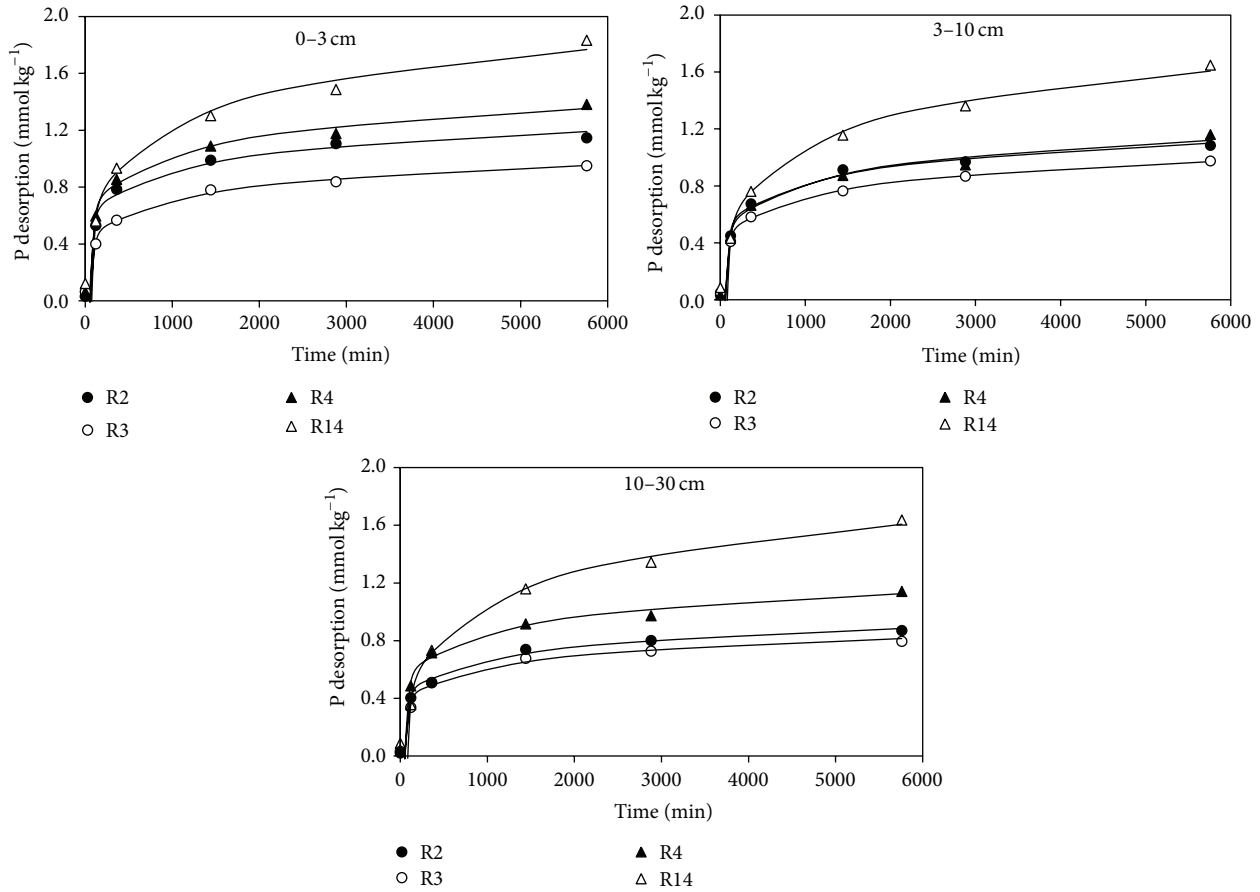 0–3 cm
P desorption (mmol kg⁻¹)
2.0
1.6
1.2
0.8
0.4
0.0
0 1000 2000 3000 4000 5000 6000
Time (min)
R2
R4
R3
R14
3–10 cm
P desorption (mmol kg⁻¹)
2.0
1.6
1.2
0.8
0.4
0.0
0 1000 2000 3000 4000 5000 6000
Time (min)
R2
R4
R3
R14
10–30 cm
P desorption (mmol kg⁻¹)
2.0
1.6
1.2
0.8
0.4
0.0
0 1000 2000 3000 4000 5000 6000
Time (min)
R2
R4
R3
R14